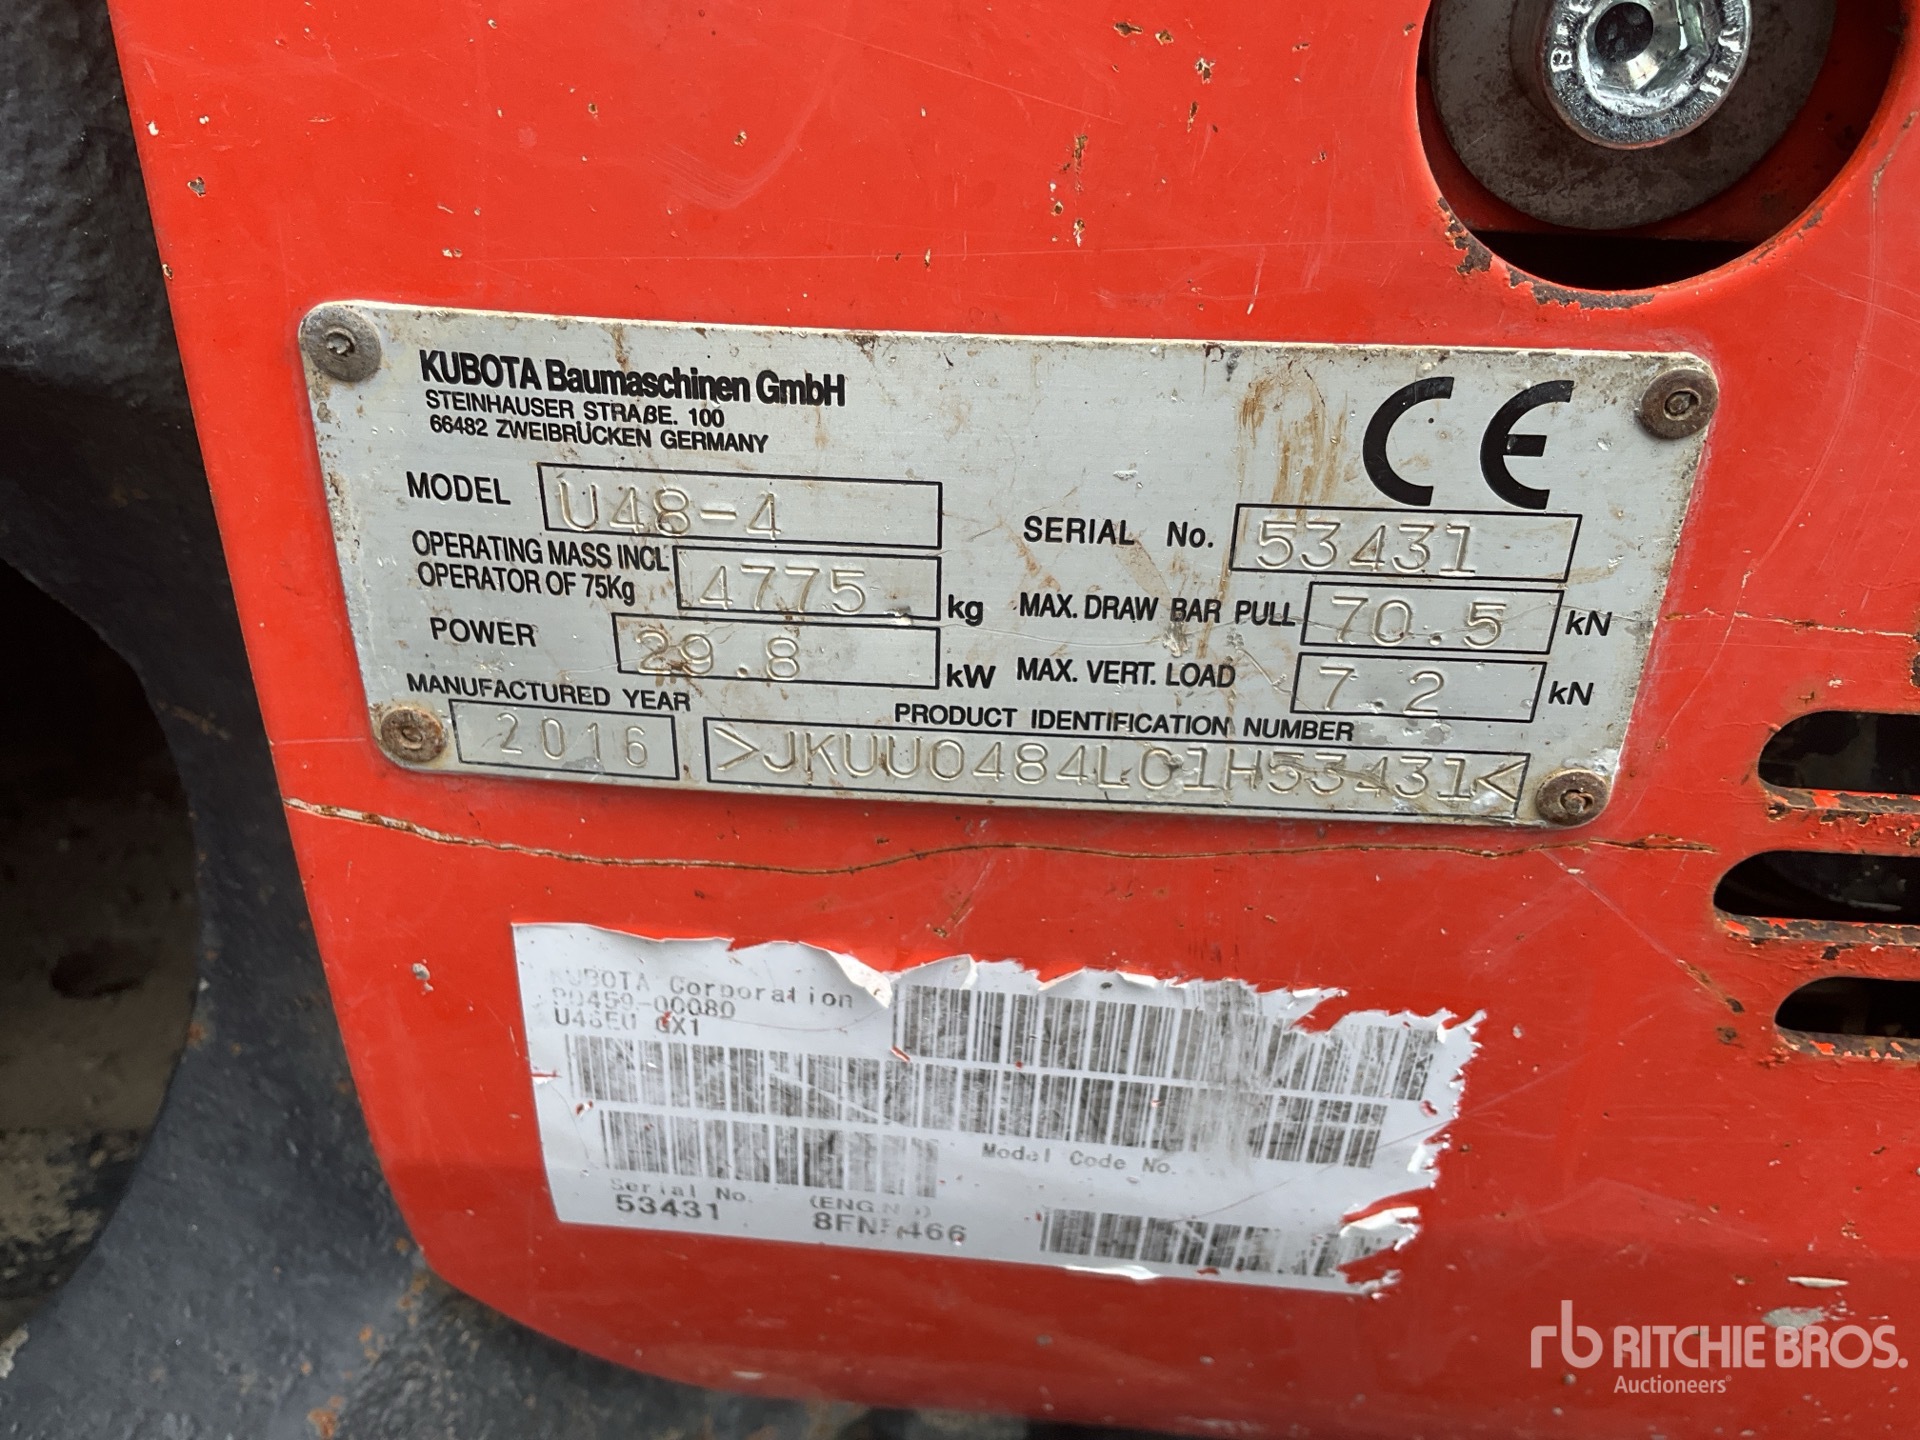 KUBOTA Baumaschinen GmbH
STEINHAUSER STRAßE. 100
66482 ZWEIBRÜCKEN GERMANY
MODEL U48-4
OPERATING MASS INCL
OPERATOR OF 75Kg 4775 kg
POWER 29.8 kW
MANUFACTURED YEAR
2016
SERIAL No. 53431
MAX. DRAW BAR PULL 70.5 kN
MAX. VERT. LOAD 7.2 kN
PRODUCT IDENTIFICATION NUMBER
>JKUU0484L01H53431<
CE
KUBOTA Corporation
Model Code No.
Serial No.
53431
rb RITCHIE BROS.
Auctioneers